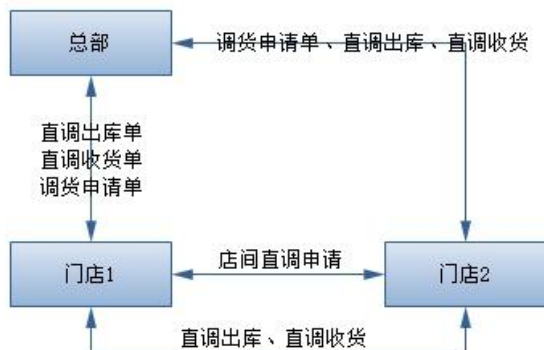 总部
调货申请单、直调出库、直调收货
直调出库单
直调收货单
调货申请单
门店1
店间直调申请
门店2
直调出库、直调收货